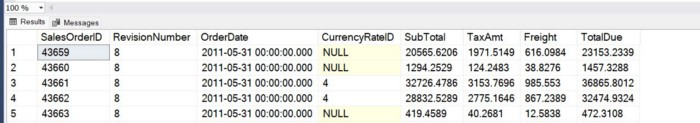 100 %
Results Messages
SalesOrderID RevisionNumber OrderDate CurrencyRateID SubTotal TaxAmt Freight TotalDue
1 43659 8 2011-05-31 00:00:00.000 NULL 20565.6206 1971.5149 616.0984 23153.2339
2 43660 8 2011-05-31 00:00:00.000 NULL 1294.2529 124.2483 38.8276 1457.3288
3 43661 8 2011-05-31 00:00:00.000 4 32726.4786 3153.7696 985.553 36865.8012
4 43662 8 2011-05-31 00:00:00.000 4 28832.5289 2775.1646 867.2389 32474.9324
5 43663 8 2011-05-31 00:00:00.000 NULL 419.4589 40.2681 12.5838 472.3108